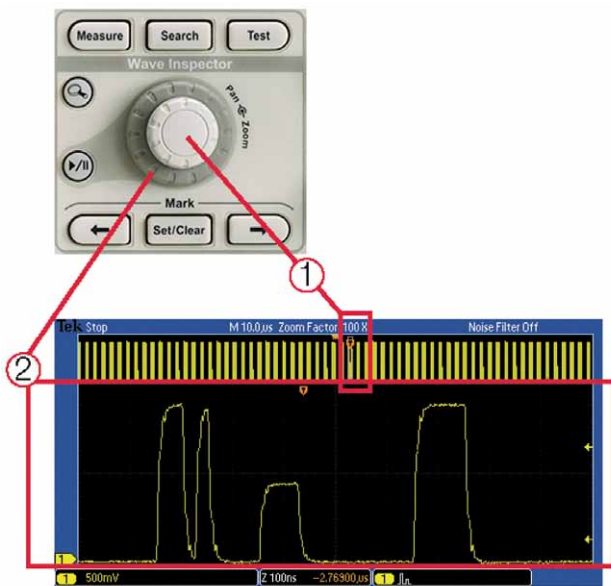 Measure Search Test
Wave Inspector
Pan Zoom
Mark
Set/Clear
1
2
Tek Stop M 10.0µs Zoom Factor 100 X Noise Filter Off
1
1 500mV Z 100ns -2.76300µs 1